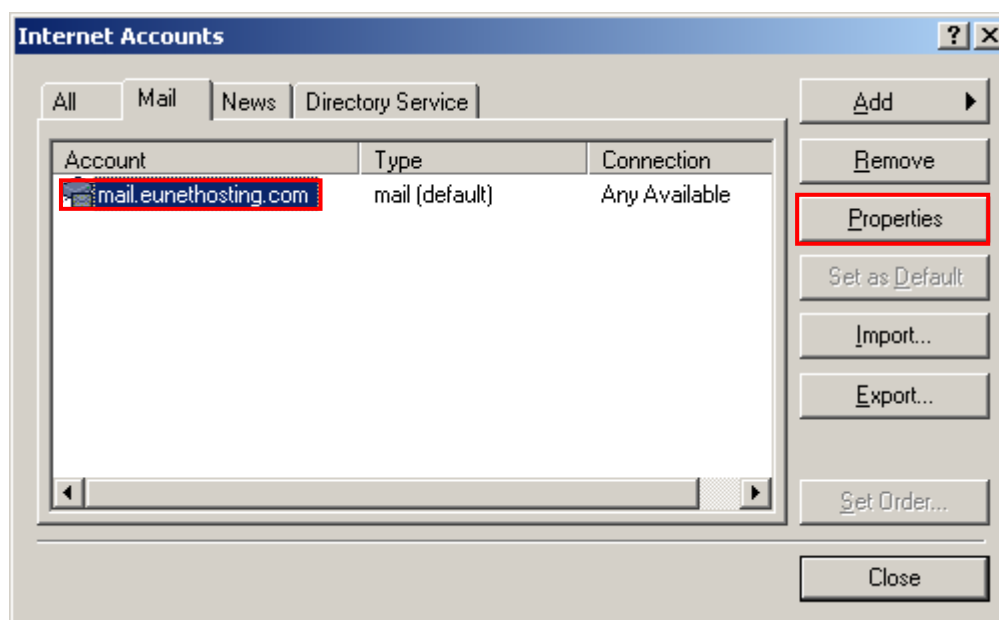 Internet Accounts
All Mail News Directory Service
Add
Account Type Connection
Remove
mail.eunethosting.com mail (default) Any Available
Properties
Set as Default
Import...
Export...
Set Order...
Close